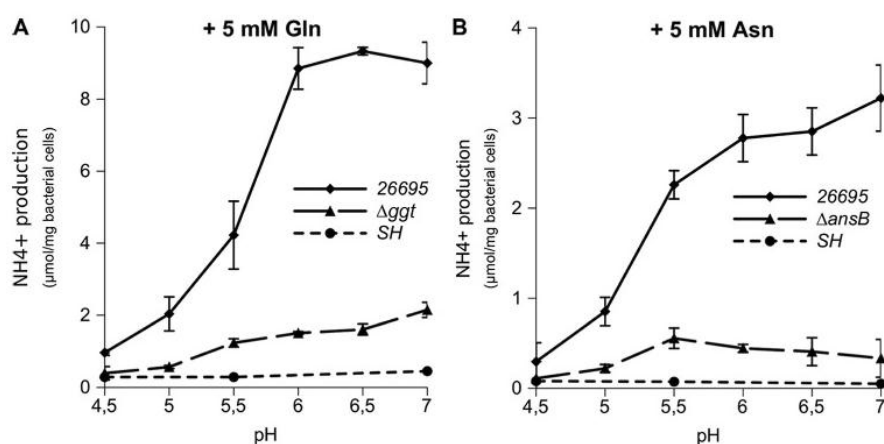 A
+ 5 mM Gln
NH4+ production
(µmol/mg bacterial cells)
10
8
6
4
2
0
26695
Δggt
SH
4,5
5
5,5
6
6,5
7
pH
B
+ 5 mM Asn
NH4+ production
(µmol/mg bacterial cells)
4
3
2
1
0
26695
ΔansB
SH
4,5
5
5,5
6
6,5
7
pH